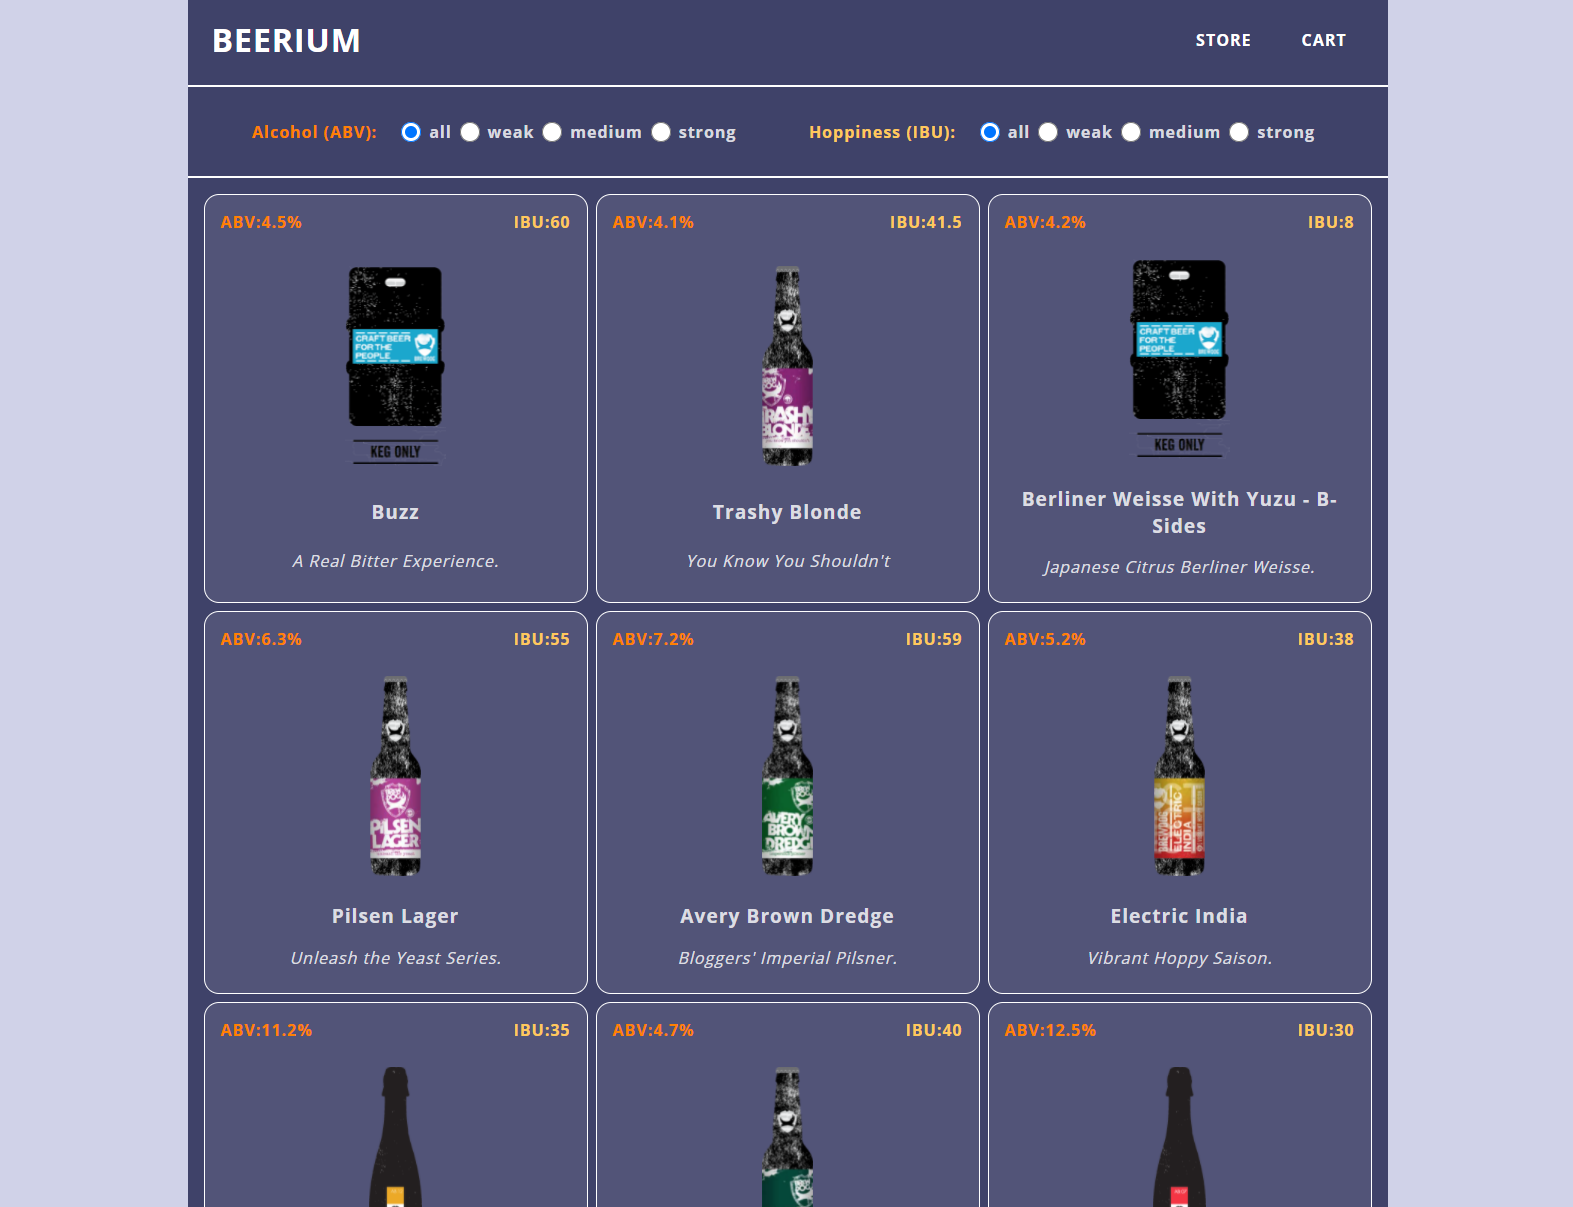 BEERIUM
STORE CART
Alcohol (ABV): all weak medium strong Hoppiness (IBU): all weak medium strong
ABV:4.5% IBU:60
CRAFT BEER
FOR THE
PEOPLE
KEG ONLY
Buzz
A Real Bitter Experience.
ABV:4.1% IBU:41.5
TRASHY
BLONDE
Trashy Blonde
You Know You Shouldn't
ABV:4.2% IBU:8
CRAFT BEER
FOR THE
PEOPLE
KEG ONLY
Berliner Weisse With Yuzu - B-
Sides
Japanese Citrus Berliner Weisse.
ABV:6.3% IBU:55
PILSEN
LAGER
Pilsen Lager
Unleash the Yeast Series.
ABV:7.2% IBU:59
AVERY
BROWN
DREDGE
Avery Brown Dredge
Bloggers' Imperial Pilsner.
ABV:5.2% IBU:38
BREWDOG
ELECTRIC
INDIA
Electric India
Vibrant Hoppy Saison.
ABV:11.2% IBU:35
ABV:4.7% IBU:40
ABV:12.5% IBU:30